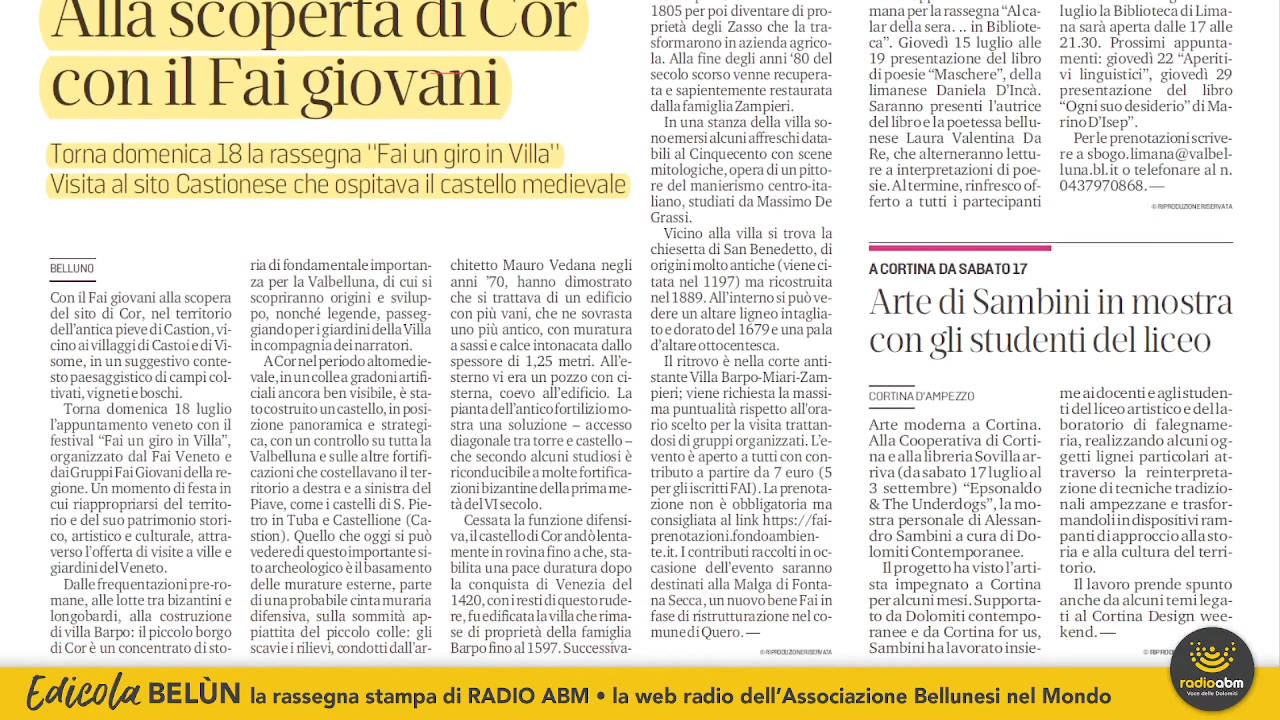 Alla scoperta di Cor
con il Fai giovani
Torna domenica 18 la rassegna "Fai un giro in Villa"
Visita al sito Castionese che ospitava il castello medievale
BELLUNO
Con il Fai giovani alla scopera
del sito di Cor, nel territorio
dell'antica pieve di Castion, vi-
cino ai villaggi di Castoi e di Vi-
some, in un suggestivo conte-
sto paesaggistico di campi col-
tivati, vigneti e boschi.
Torna domenica 18 luglio
l'appuntamento veneto con il
festival "Fai un giro in Villa",
organizzato dal Fai Veneto e
dai Gruppi Fai Giovani della re-
gione. Un momento di festa in
cui riappropriarsi del territo-
rio e del suo patrimonio stori-
co, artistico e culturale, attra-
verso l'offerta di visite a ville e
giardini del Veneto.
Dalle frequentazioni pre-ro-
mane, alle lotte tra bizantini e
longobardi, alla costruzione
di villa Barpo: il piccolo borgo
di Cor è un concentrato di sto-
ria di fondamentale importan-
za per la Valbelluna, di cui si
scopriranno origini e svilup-
po, nonché legende, passeg-
giando per i giardini della Villa
in compagnia dei narratori.
A Cor nel periodo altomedie-
vale, in un colle a gradoni artifi-
ciali ancora ben visibile, è sta-
to costruito un castello, in posi-
zione panoramica e strategi-
ca, con un controllo su tutta la
Valbelluna e sulle altre fortifi-
cazioni che costellavano il ter-
ritorio a destra e a sinistra del
Piave, come i castelli di S. Pie-
tro in Tuba e Castellione (Ca-
stion). Quello che oggi si può
vedere di questo importante si-
to archeologico è il basamento
delle murature esterne, parte
di una probabile cinta muraria
difensiva, sulla sommità ap-
piattita del piccolo colle: gli
scavi e i rilievi, condotti dall'ar-
chitetto Mauro Vedana negli
anni '70, hanno dimostrato
che si trattava di un edificio
con più vani, che ne sovrasta
uno più antico, con muratura
a sassi e calce intonacata dallo
spessore di 1,25 metri. All'e-
sterno vi era un pozzo con ci-
sterna, coevo all'edificio. La
pianta dell'antico fortilizio mo-
stra una soluzione – accesso
diagonale tra torre e castello –
che secondo alcuni studiosi è
riconducibile a molte fortifica-
zioni bizantine della prima me-
tà del VI secolo.
Cessata la funzione difensi-
va, il castello di Cor andò lenta-
mente in rovina fino a che, sta-
bilita una pace duratura dopo
la conquista di Venezia del
1420, con i resti di questo rude-
re, fu edificata la villa che rima-
se di proprietà della famiglia
Barpo fino al 1597. Successiva-
1805 per poi diventare di pro-
prietà degli Zasso che la tra-
sformarono in azienda agrico-
la. Alla fine degli anni '80 del
secolo scorso venne recupera-
ta e sapientemente restaurata
dalla famiglia Zampieri.
In una stanza della villa so-
no emersi alcuni affreschi data-
bili al Cinquecento con scene
mitologiche, opera di un pitto-
re del manierismo centro-ita-
liano, studiati da Massimo De
Grassi.
Vicino alla villa si trova la
chiesetta di San Benedetto, di
origini molto antiche (viene ci-
tata nel 1197) ma ricostruita
nel 1889. All'interno si può ve-
dere un altare ligneo intaglia-
to e dorato del 1679 e una pala
d'altare ottocentesca.
Il ritrovo è nella corte anti-
stante Villa Barpo-Miari-Zam-
pieri; viene richiesta la massi-
ma puntualità rispetto all'ora-
rio scelto per la visita trattan-
dosi di gruppi organizzati. L'e-
vento è aperto a tutti con con-
tributo a partire da 7 euro (5
per gli iscritti FAI). La prenota-
zione non è obbligatoria ma
consigliata al link https://fai-
prenotazioni.fondoambien-
te.it. I contributi raccolti in oc-
casione dell'evento saranno
destinati alla Malga di Fonta-
na Secca, un nuovo bene Fai in
fase di ristrutturazione nel co-
mune di Quero. —
© RIPRODUZIONE RISERVATA
mana per la rassegna "Al ca-
lar della sera. .. in Bibliote-
ca". Giovedì 15 luglio alle
19 presentazione del libro
di poesie "Maschere", della
limanese Daniela D'Incà.
Saranno presenti l'autrice
del libro e la poetessa bellu-
nese Laura Valentina Da
Re, che alterneranno lettu-
re a interpretazioni di poe-
sie. Al termine, rinfresco of-
ferto a tutti i partecipanti
luglio la Biblioteca di Lima-
na sarà aperta dalle 17 alle
21.30. Prossimi appunta-
menti: giovedì 22 "Aperiti-
vi linguistici", giovedì 29
presentazione del libro
"Ogni suo desiderio" di Ma-
rino D'Isep".
Per le prenotazioni scrive-
re a sbogo.limana@valbel-
luna.bl.it o telefonare al n.
0437970868. —
© RIPRODUZIONE RISERVATA
A CORTINA DA SABATO 17
Arte di Sambini in mostra
con gli studenti del liceo
CORTINA D'AMPEZZO
Arte moderna a Cortina.
Alla Cooperativa di Corti-
na e alla libreria Sovilla ar-
riva (da sabato 17 luglio al
3 settembre) "Epsonaldo
& The Underdogs", la mo-
stra personale di Alessan-
dro Sambini a cura di Do-
lomiti Contemporanee.
Il progetto ha visto l'arti-
sta impegnato a Cortina
per alcuni mesi. Supporta-
to da Dolomiti contempo-
ranee e da Cortina for us,
Sambini ha lavorato insie-
me ai docenti e agli studen-
ti del liceo artistico e del la-
boratorio di falegname-
ria, realizzando alcuni og-
getti lignei particolari at-
traverso la reinterpreta-
zione di tecniche tradizio-
nali ampezzane e trasfor-
mandoli in dispositivi ram-
panti di approccio alla sto-
ria e alla cultura del terri-
torio.
Il lavoro prende spunto
anche da alcuni temi lega-
ti al Cortina Design wee-
kend. —
Edicola BELÙN la rassegna stampa di RADIO ABM • la web radio dell'Associazione Bellunesi nel Mondo
radioabm
Voce delle Dolomiti